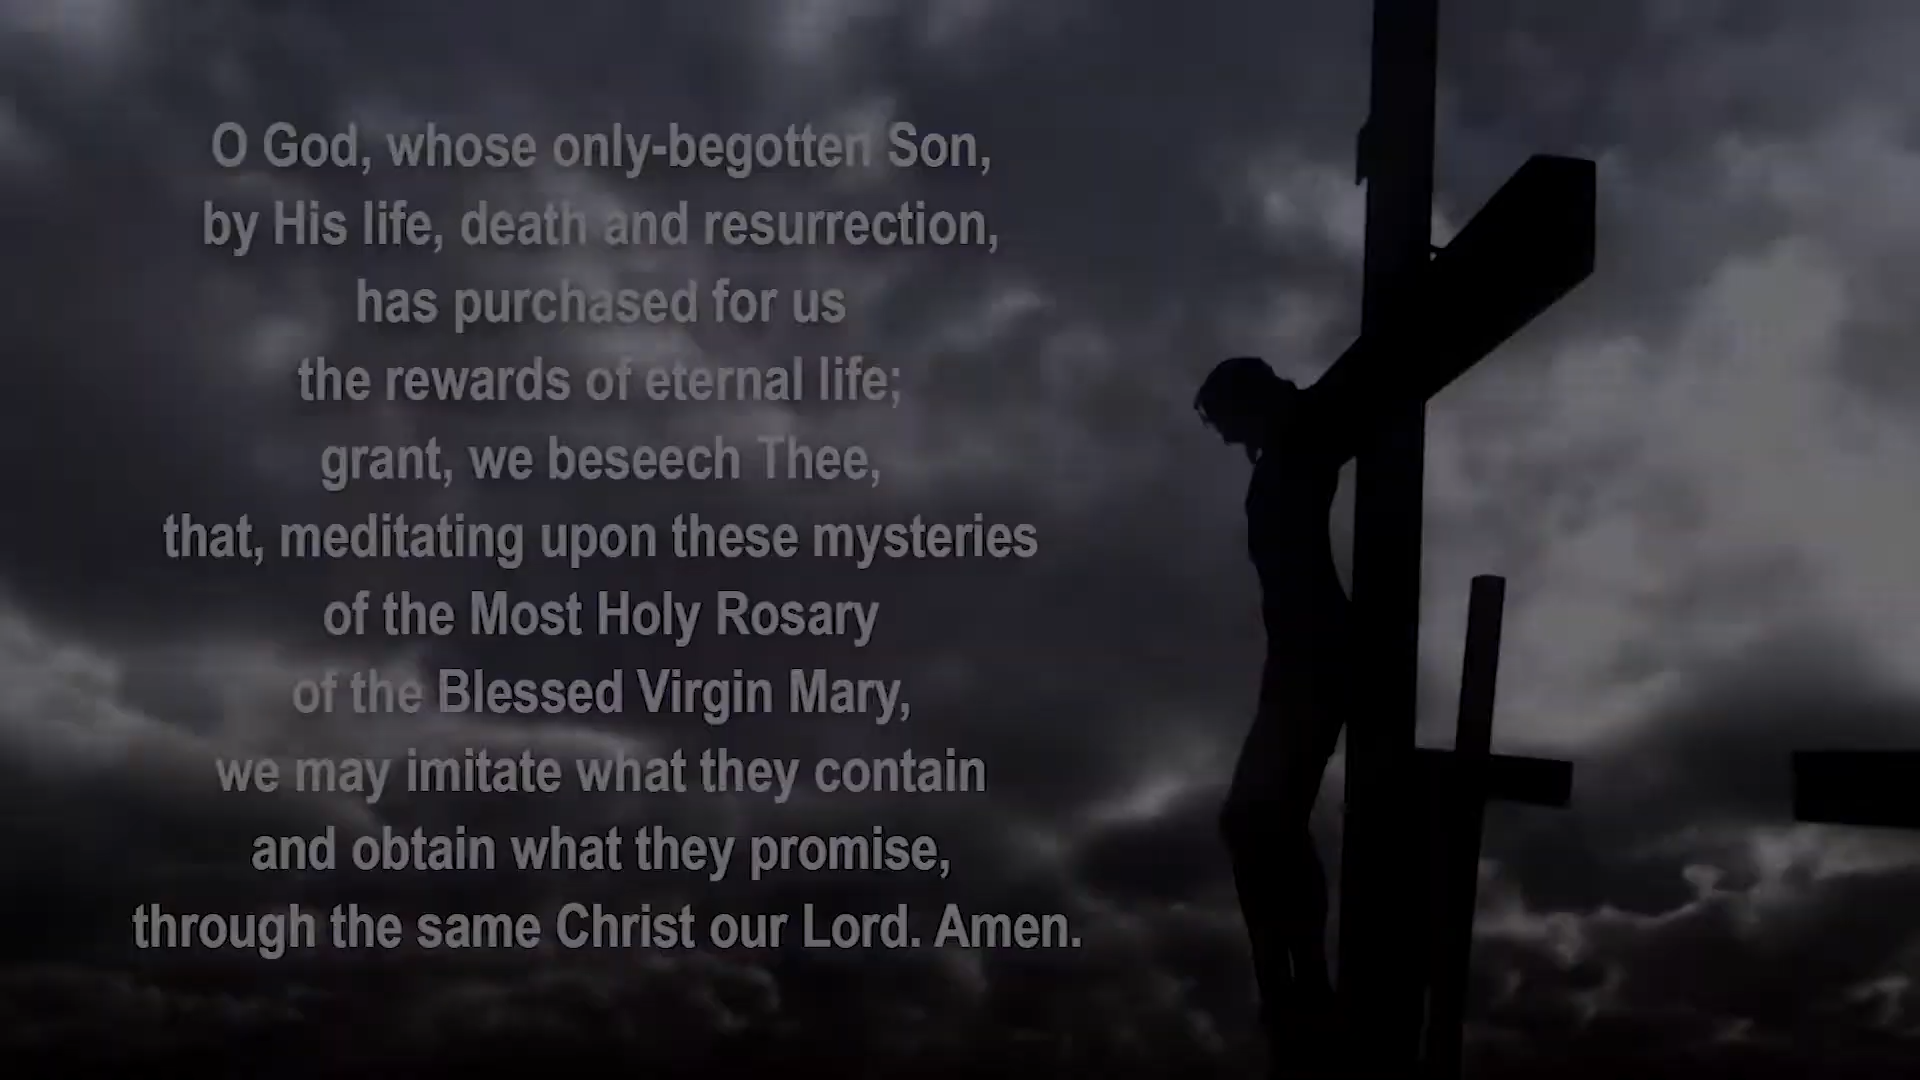 O God, whose only-begotten Son,
by His life, death and resurrection,
has purchased for us
the rewards of eternal life;
grant, we beseech Thee,
that, meditating upon these mysteries
of the Most Holy Rosary
of the Blessed Virgin Mary,
we may imitate what they contain
and obtain what they promise,
through the same Christ our Lord. Amen.